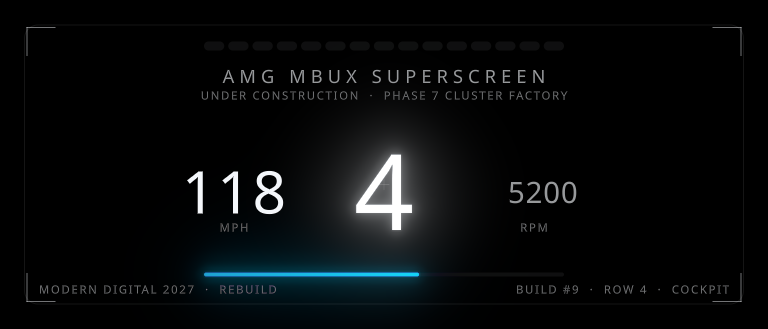 AMG MBUX SUPERSCREEN
UNDER CONSTRUCTION · PHASE 7 CLUSTER FACTORY
118 4 5200
MPH RPM
MODERN DIGITAL 2027 · REBUILD BUILD #9 · ROW 4 · COCKPIT